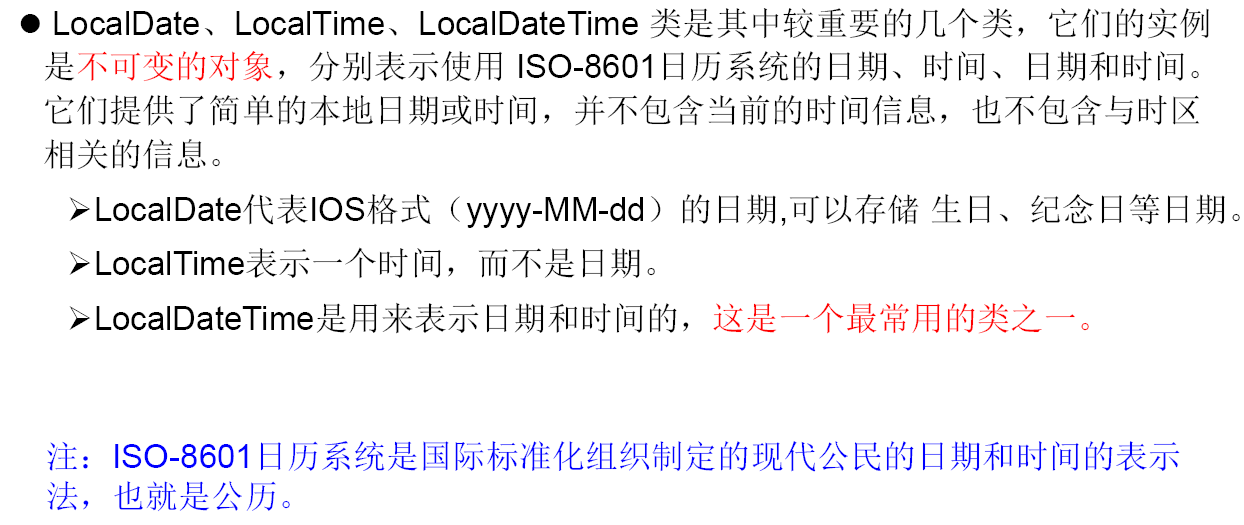 ● LocalDate、LocalTime、LocalDateTime 类是其中较重要的几个类，它们的实例
是不可变的对象，分别表示使用 ISO-8601日历系统的日期、时间、日期和时间。
它们提供了简单的本地日期或时间，并不包含当前的时间信息，也不包含与时区
相关的信息。
➢LocalDate代表IOS格式（yyyy-MM-dd）的日期,可以存储 生日、纪念日等日期。
➢LocalTime表示一个时间，而不是日期。
➢LocalDateTime是用来表示日期和时间的，这是一个最常用的类之一。
注：ISO-8601日历系统是国际标准化组织制定的现代公民的日期和时间的表示
法，也就是公历。